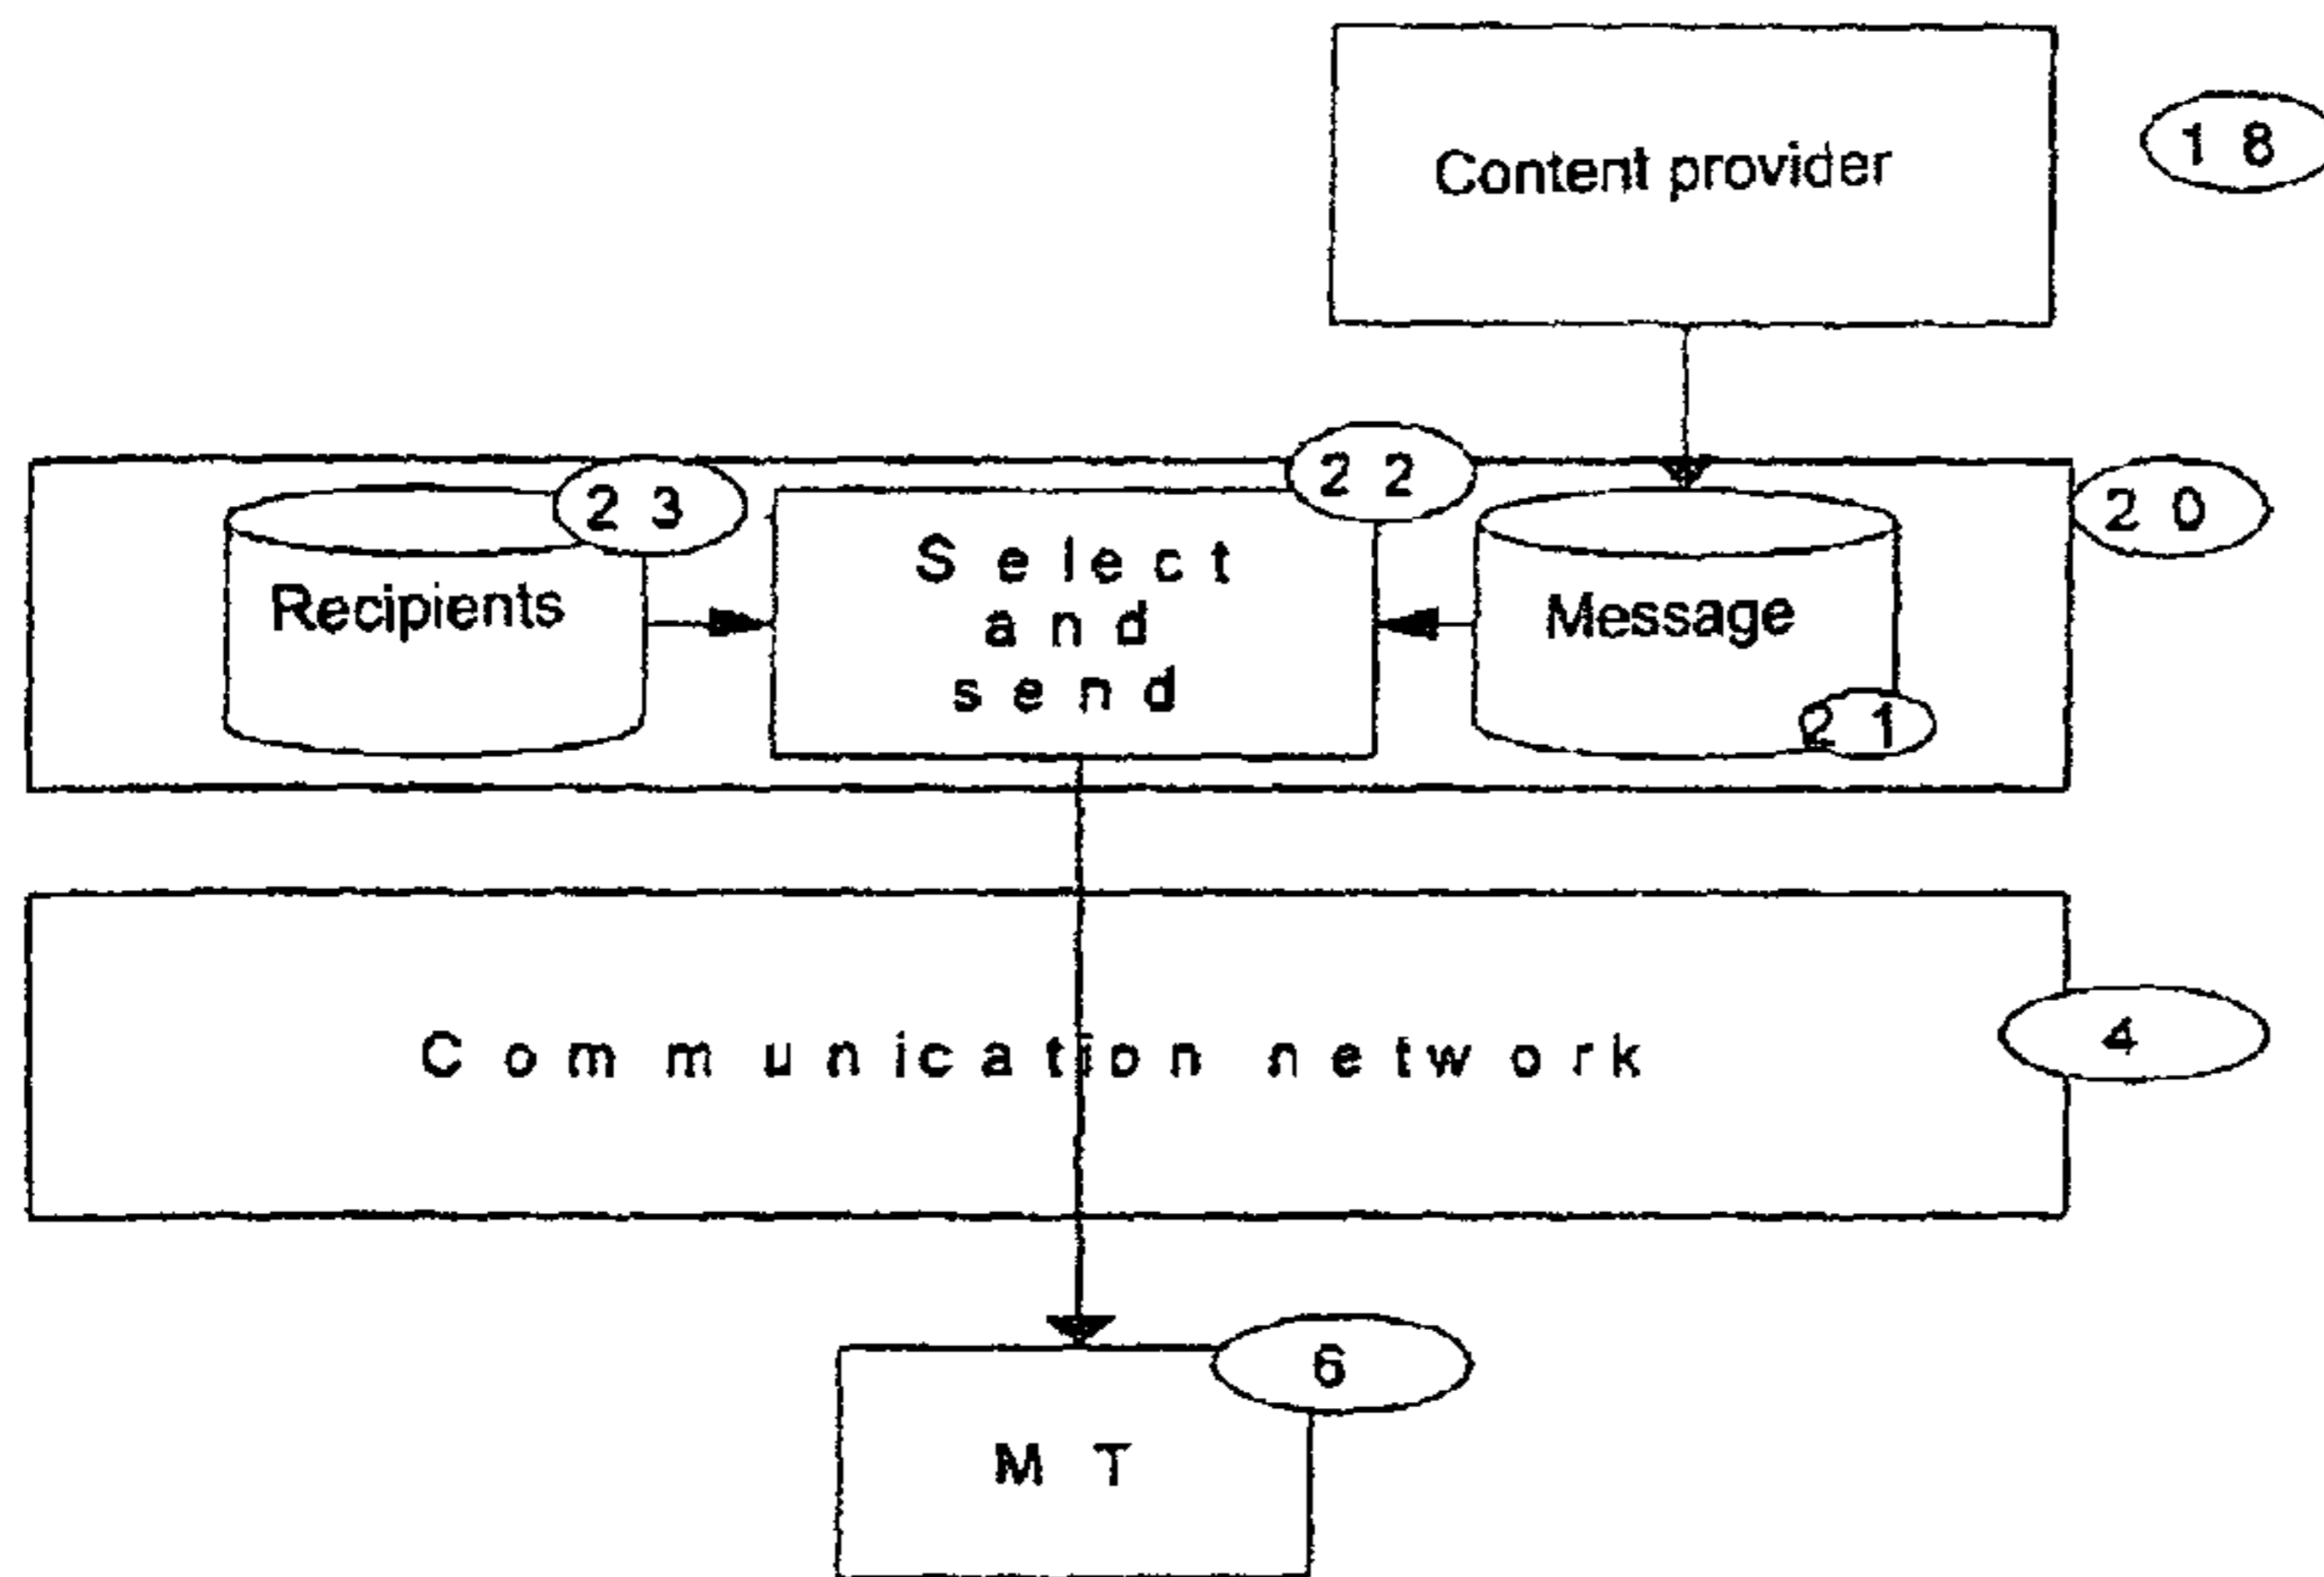 Content provider
18
22
23
20
Recipients
Select
and
send
Message
21
Communication network
4
6
MT